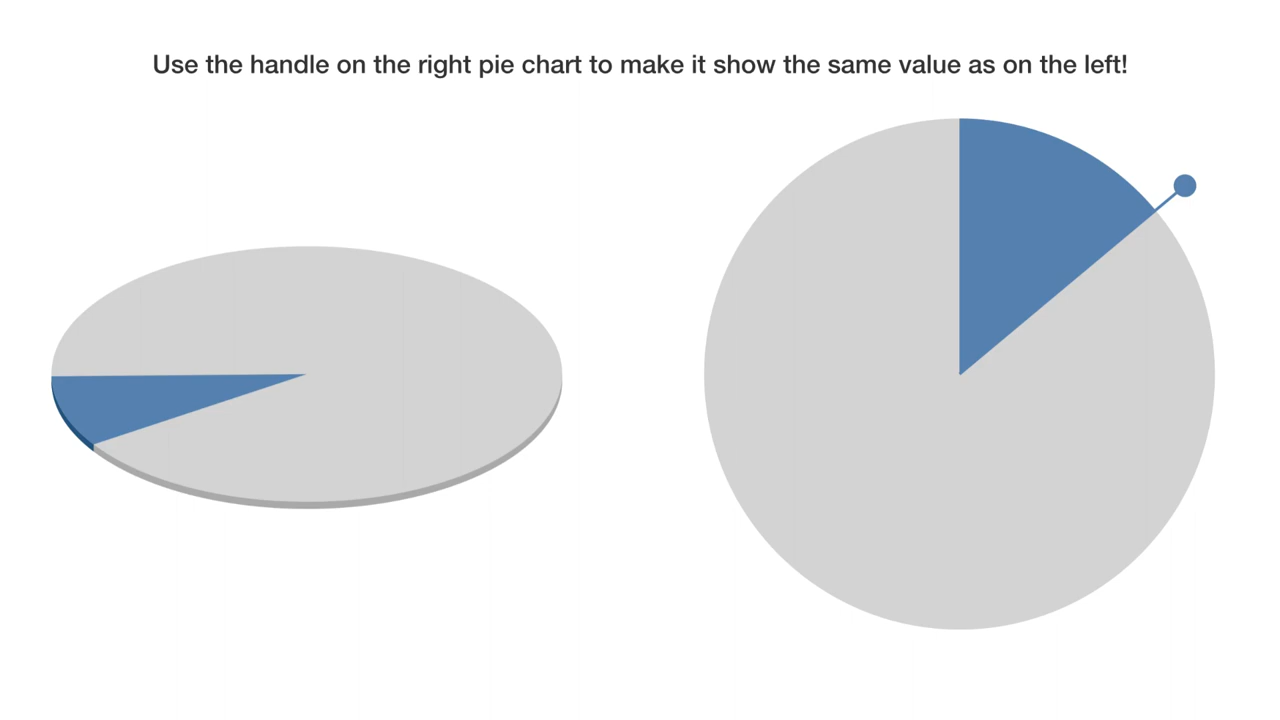 Use the handle on the right pie chart to make it show the same value as on the left!